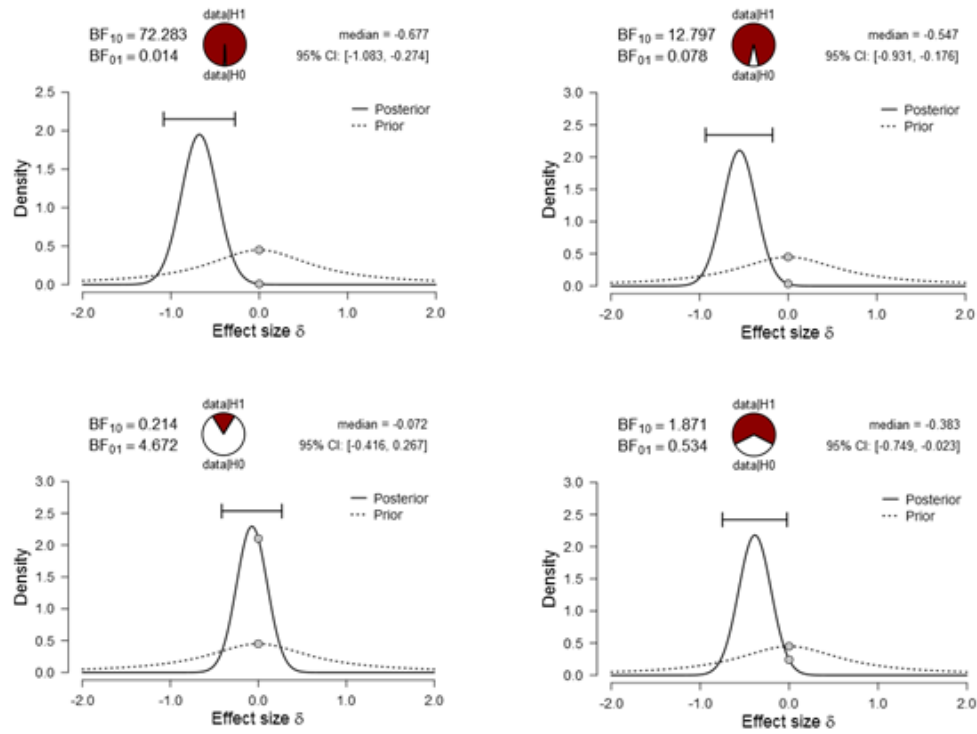 data|H1
BF₁₀ = 72.283
median = -0.677
BF₀₁ = 0.014
95% CI: [-1.083, -0.274]
data|H0
2.5
2.0
1.5
1.0
0.5
0.0
Density
Posterior
Prior
-2.0 -1.0 0.0 1.0 2.0
Effect size δ
data|H1
BF₁₀ = 12.797
median = -0.547
BF₀₁ = 0.078
95% CI: [-0.931, -0.176]
data|H0
3.0
2.5
2.0
1.5
1.0
0.5
0.0
Density
Posterior
Prior
-2.0 -1.0 0.0 1.0 2.0
Effect size δ
data|H1
BF₁₀ = 0.214
median = -0.072
BF₀₁ = 4.672
95% CI: [-0.416, 0.267]
data|H0
3.0
2.5
2.0
1.5
1.0
0.5
0.0
Density
Posterior
Prior
-2.0 -1.0 0.0 1.0 2.0
Effect size δ
data|H1
BF₁₀ = 1.871
median = -0.383
BF₀₁ = 0.534
95% CI: [-0.749, -0.023]
data|H0
3.0
2.5
2.0
1.5
1.0
0.5
0.0
Density
Posterior
Prior
-2.0 -1.0 0.0 1.0 2.0
Effect size δ